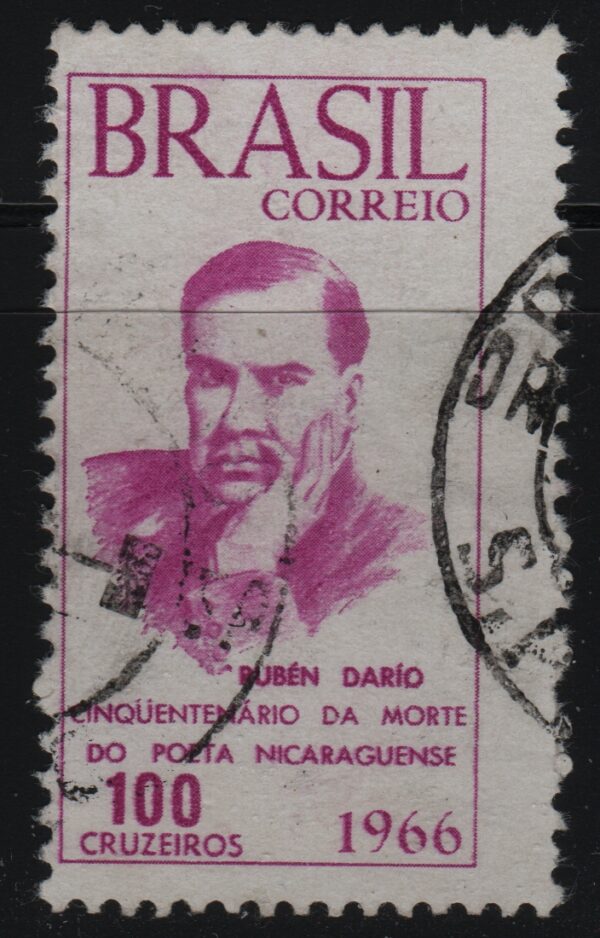 BRASIL
CORREIO
RUBÉN DARÍO
CINQÜENTENÁRIO DA MORTE
DO POETA NICARAGUENSE
100
CRUZEIROS
1966